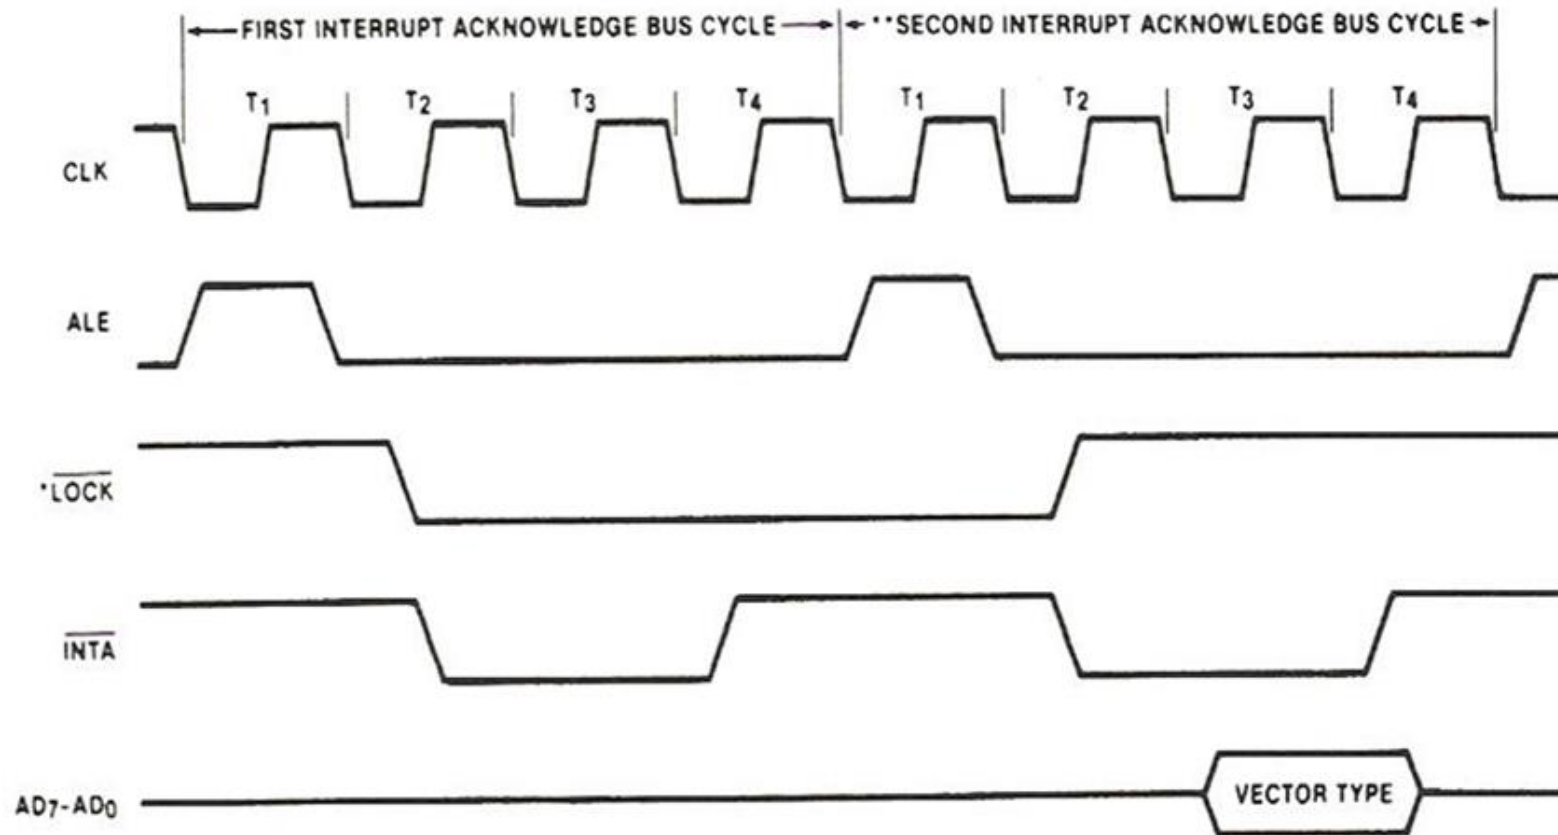 FIRST INTERRUPT ACKNOWLEDGE BUS CYCLE **SECOND INTERRUPT ACKNOWLEDGE BUS CYCLE
T1 T2 T3 T4 T1 T2 T3 T4
CLK
ALE
*LOCK
INTA
AD7-AD0 VECTOR TYPE